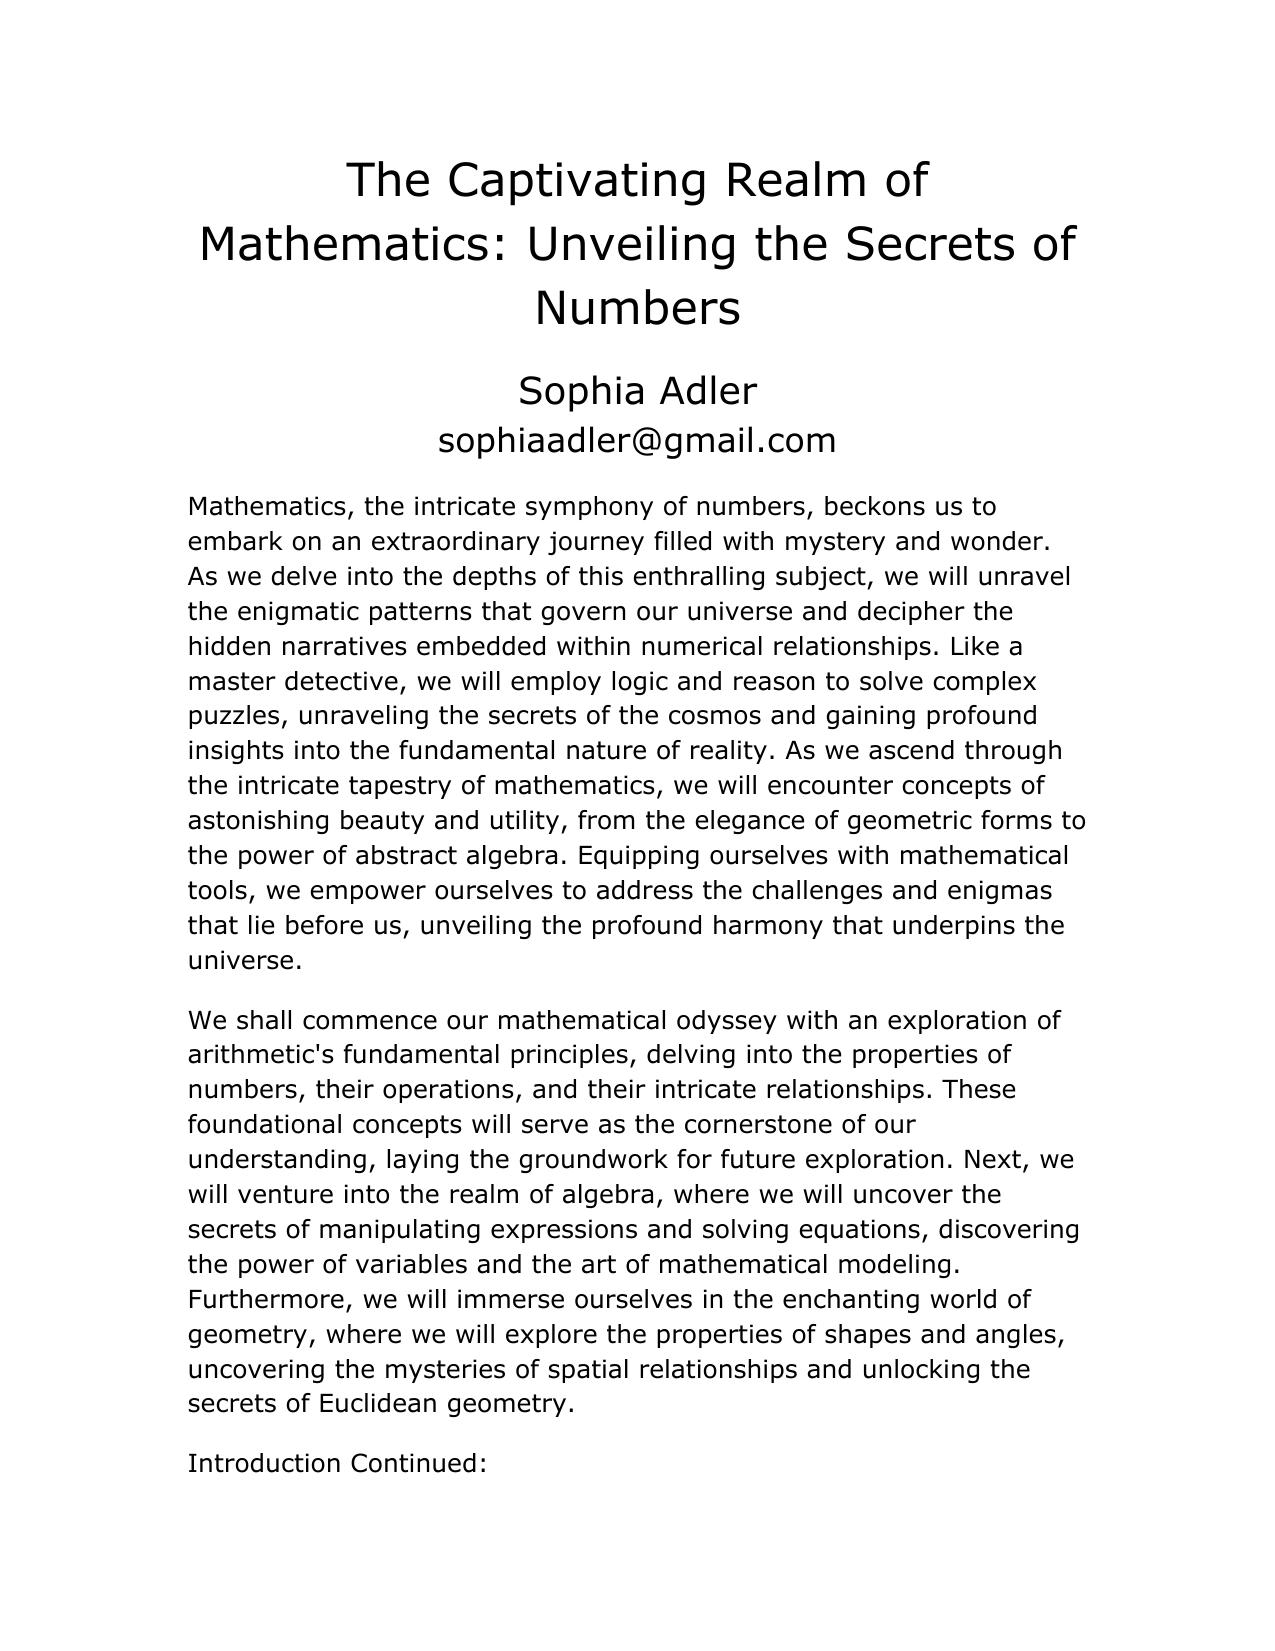 The Captivating Realm of
Mathematics: Unveiling the Secrets of
Numbers
Sophia Adler
sophiaadler@gmail.com
Mathematics, the intricate symphony of numbers, beckons us to
embark on an extraordinary journey filled with mystery and wonder.
As we delve into the depths of this enthralling subject, we will unravel
the enigmatic patterns that govern our universe and decipher the
hidden narratives embedded within numerical relationships. Like a
master detective, we will employ logic and reason to solve complex
puzzles, unraveling the secrets of the cosmos and gaining profound
insights into the fundamental nature of reality. As we ascend through
the intricate tapestry of mathematics, we will encounter concepts of
astonishing beauty and utility, from the elegance of geometric forms to
the power of abstract algebra. Equipping ourselves with mathematical
tools, we empower ourselves to address the challenges and enigmas
that lie before us, unveiling the profound harmony that underpins the
universe.
We shall commence our mathematical odyssey with an exploration of
arithmetic's fundamental principles, delving into the properties of
numbers, their operations, and their intricate relationships. These
foundational concepts will serve as the cornerstone of our
understanding, laying the groundwork for future exploration. Next, we
will venture into the realm of algebra, where we will uncover the
secrets of manipulating expressions and solving equations, discovering
the power of variables and the art of mathematical modeling.
Furthermore, we will immerse ourselves in the enchanting world of
geometry, where we will explore the properties of shapes and angles,
uncovering the mysteries of spatial relationships and unlocking the
secrets of Euclidean geometry.
Introduction Continued: